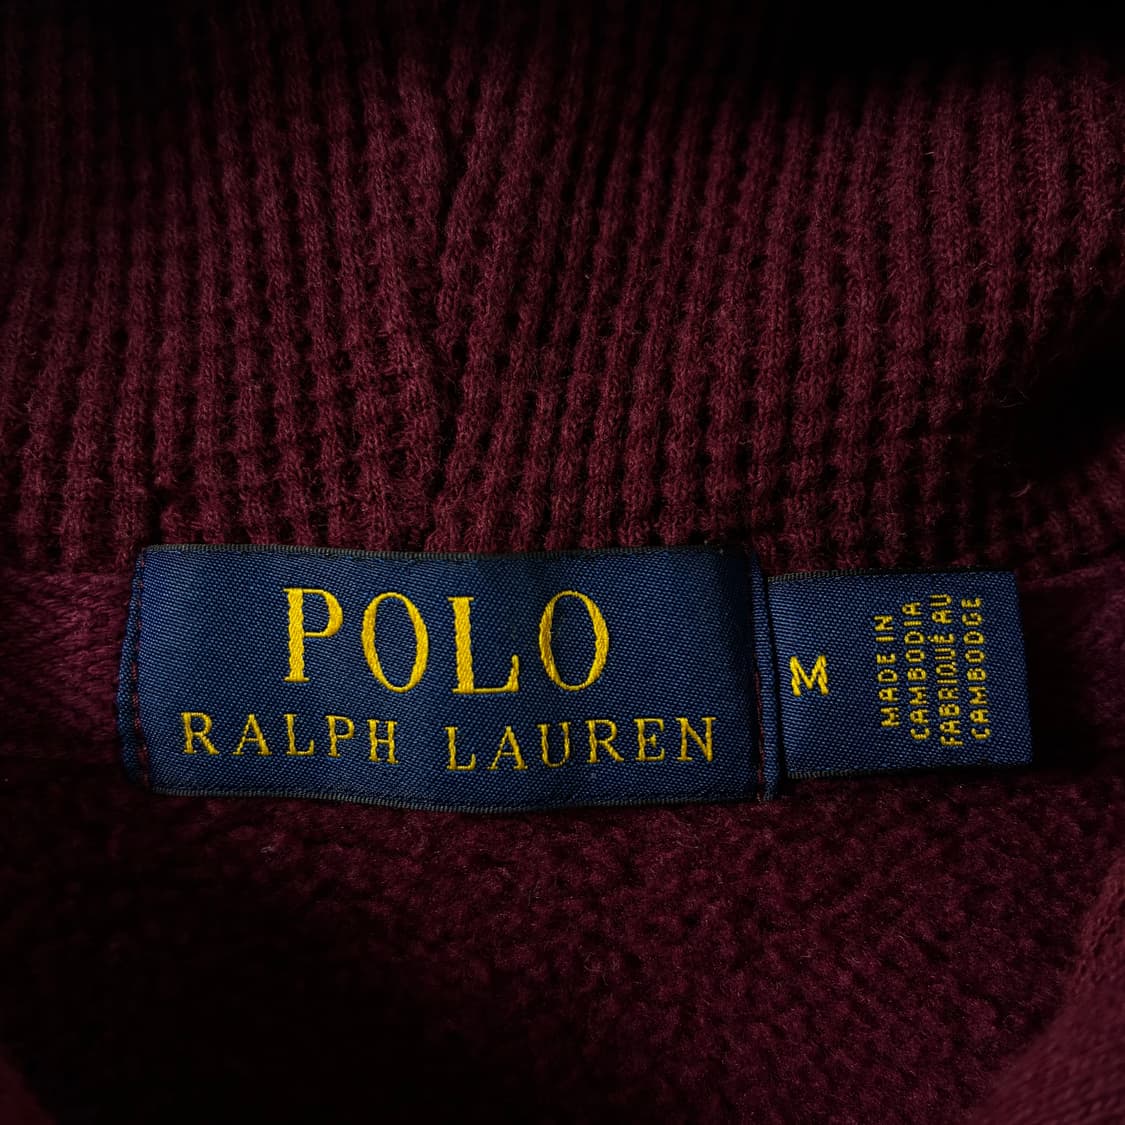 POLO
RALPH LAUREN
M
MADE IN
CAMBODIA
FABRIQUÉ AU
CAMBODGE